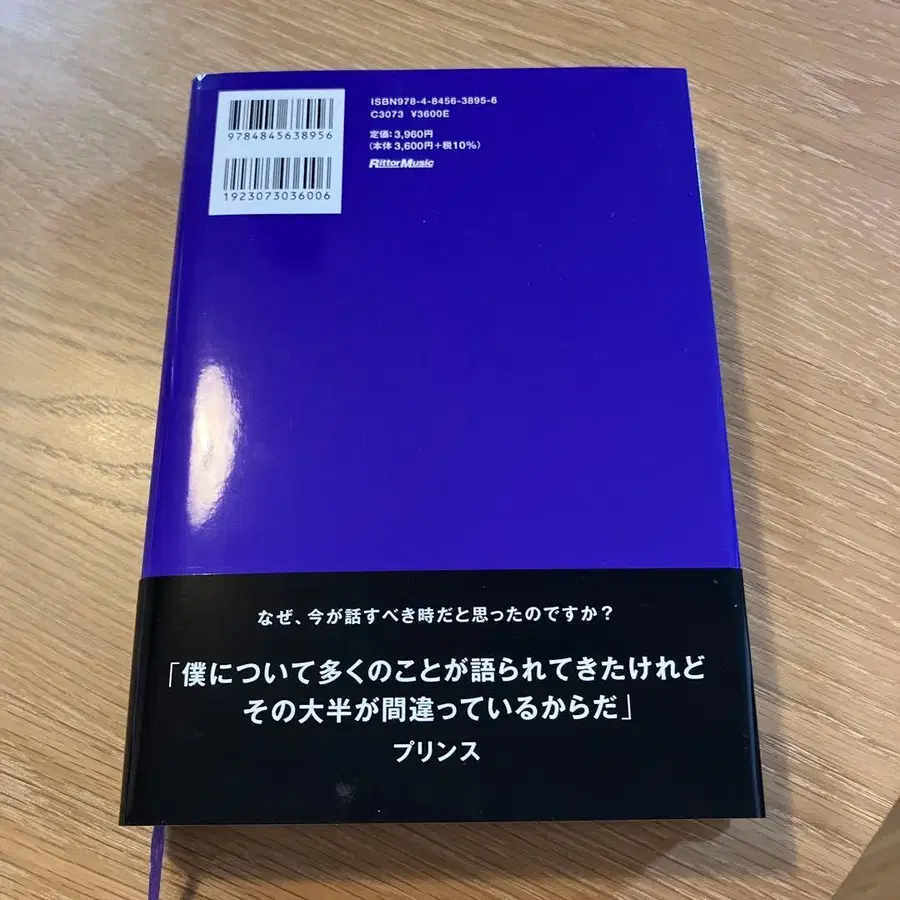 9784845638956
1923073036006
ISBN978-4-8456-3895-6
C3073 ¥3600E
定価:3,960円
(本体 3,600円+税10%)
RittorMusic
なぜ、今が話すべき時だと思ったのですか?
「僕について多くのことが語られてきたけれど
その大半が間違っているからだ」
プリンス